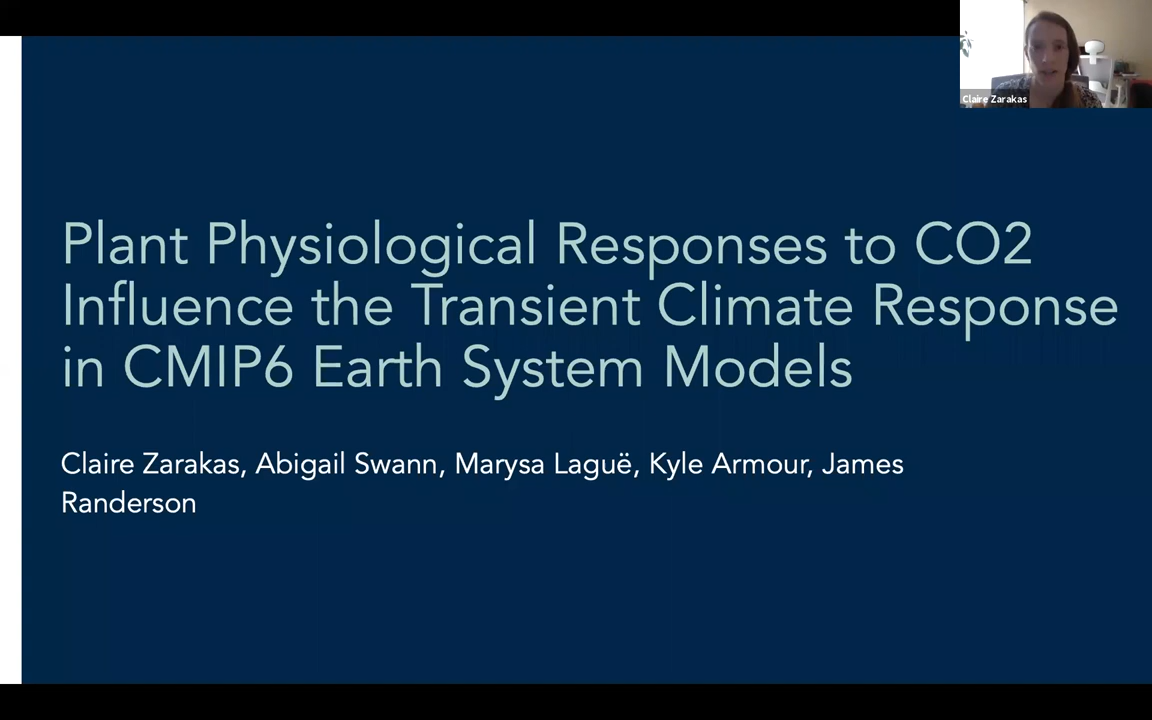 Claire Zarakas
Plant Physiological Responses to CO2
Influence the Transient Climate Response
in CMIP6 Earth System Models
Claire Zarakas, Abigail Swann, Marysa Laguë, Kyle Armour, James
Randerson